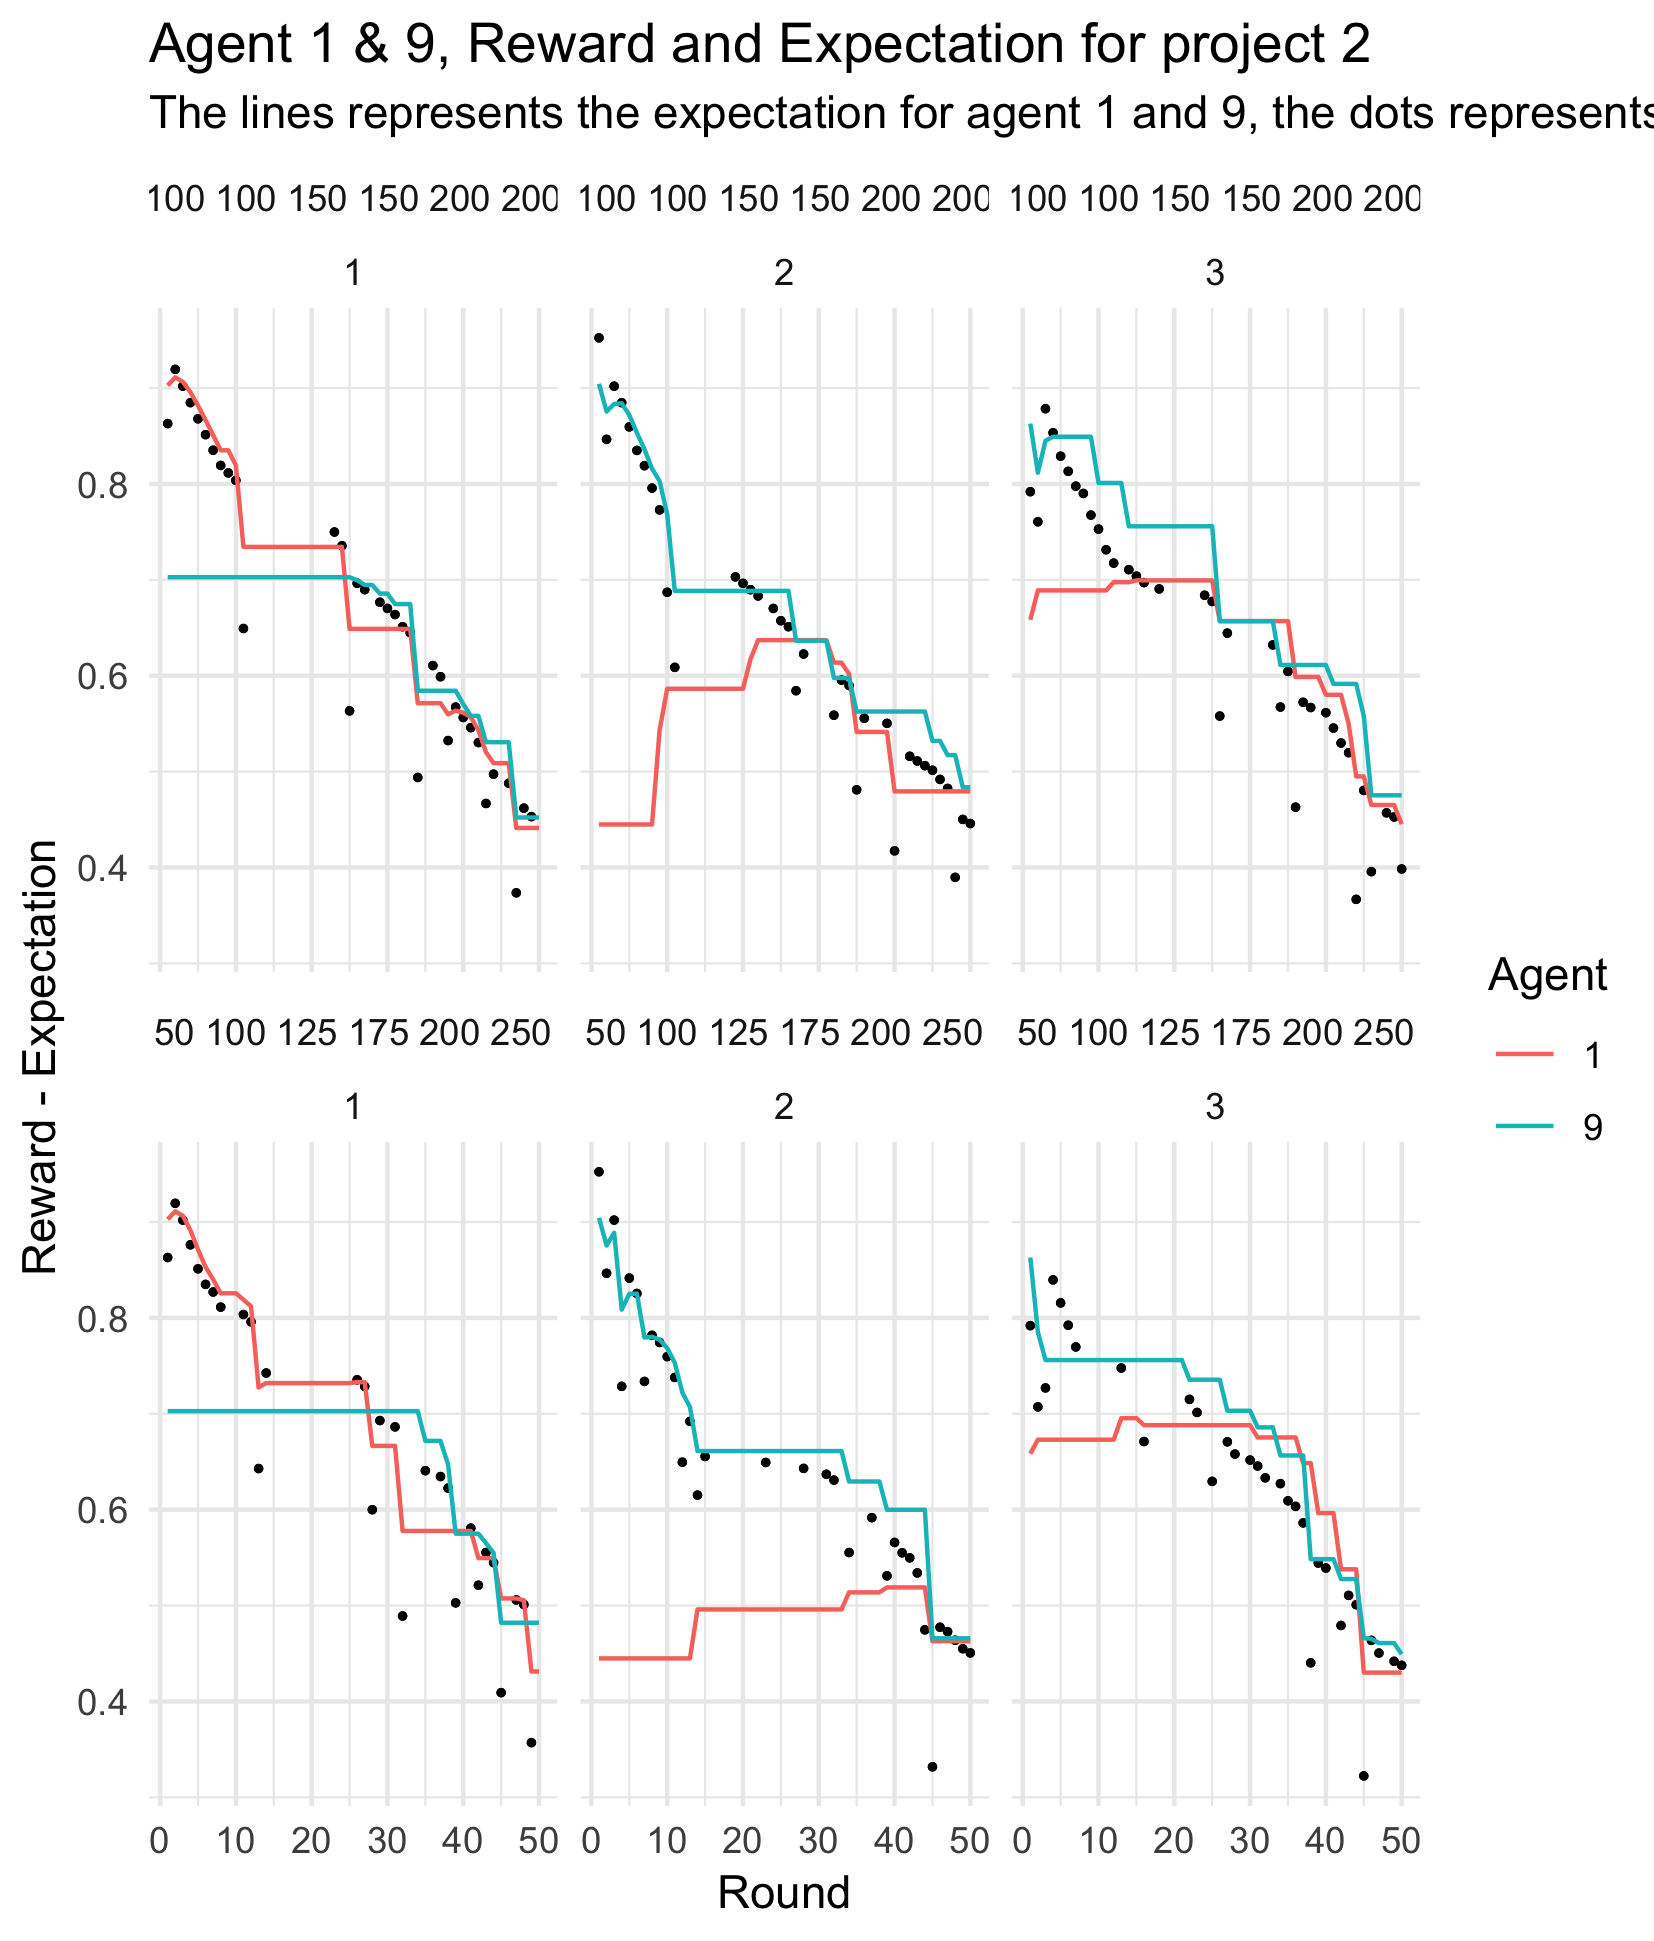 Agent 1 & 9, Reward and Expectation for project 2
The lines represents the expectation for agent 1 and 9, the dots represents
100 100 150 150 200 200 100 100 150 150 200 200 100 100 150 150 200 200
1 2 3
0.8
0.6
0.4
50 100 125 175 200 250 50 100 125 175 200 250 50 100 125 175 200 250
1 2 3
0.8
0.6
0.4
0 10 20 30 40 50 0 10 20 30 40 50 0 10 20 30 40 50
Round
Reward - Expectation
Agent
1
9